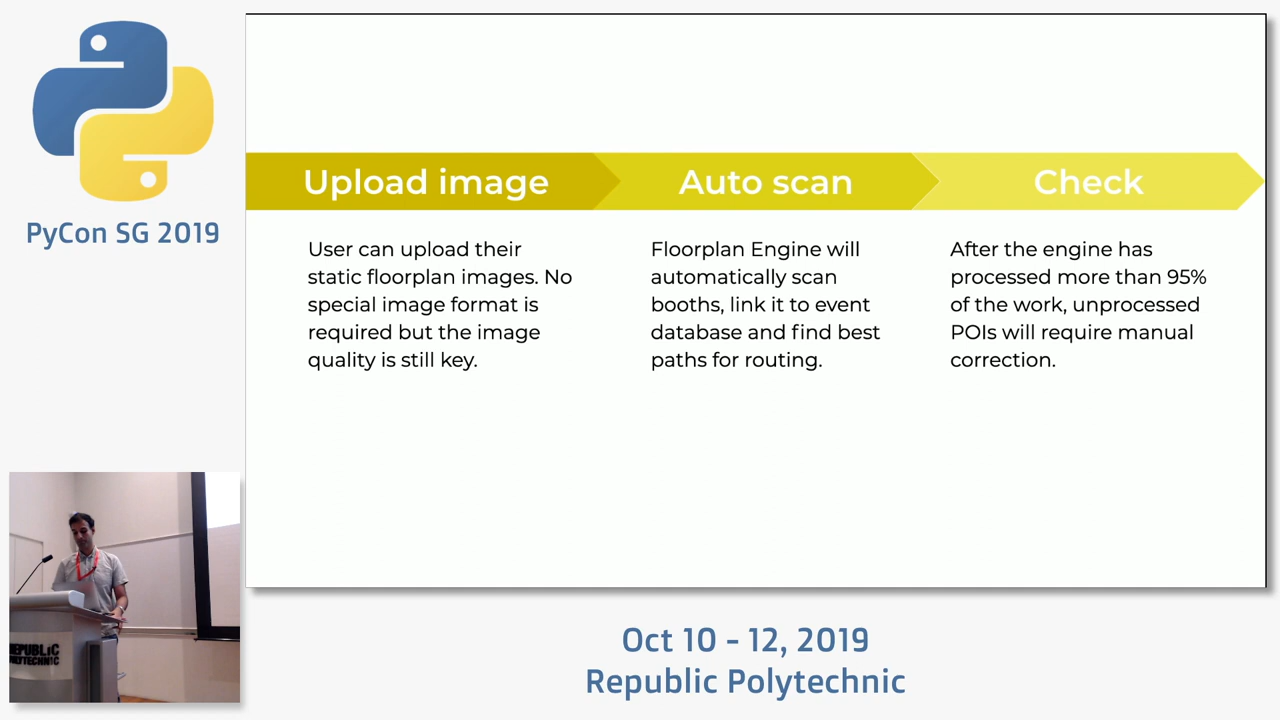 PyCon SG 2019
Upload image
Auto scan
Check
User can upload their
static floorplan images. No
special image format is
required but the image
quality is still key.
Floorplan Engine will
automatically scan
booths, link it to event
database and find best
paths for routing.
After the engine has
processed more than 95%
of the work, unprocessed
POIs will require manual
correction.
REPUBLIC
POLYTECHNIC
Oct 10 - 12, 2019
Republic Polytechnic